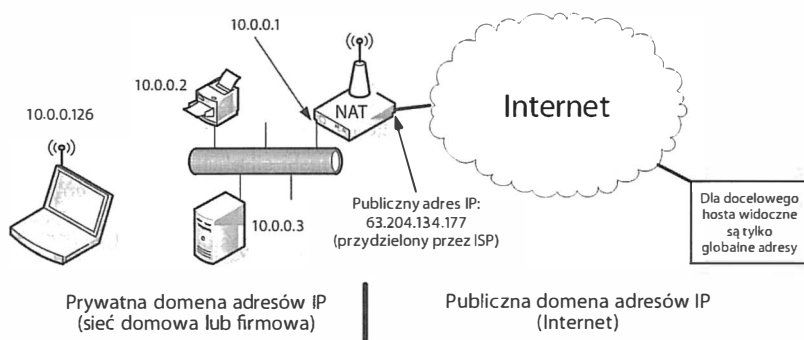 10.0.0.1
10.0.0.2
10.0.0.126
NAT
Internet
10.0.0.3
Publiczny adres IP:
63.204.134.177
(przydzielony przez ISP)
Dla docelowego
hosta widoczne
są tylko
globalne adresy
Prywatna domena adresów IP
(sieć domowa lub firmowa)
Publiczna domena adresów IP
(Internet)